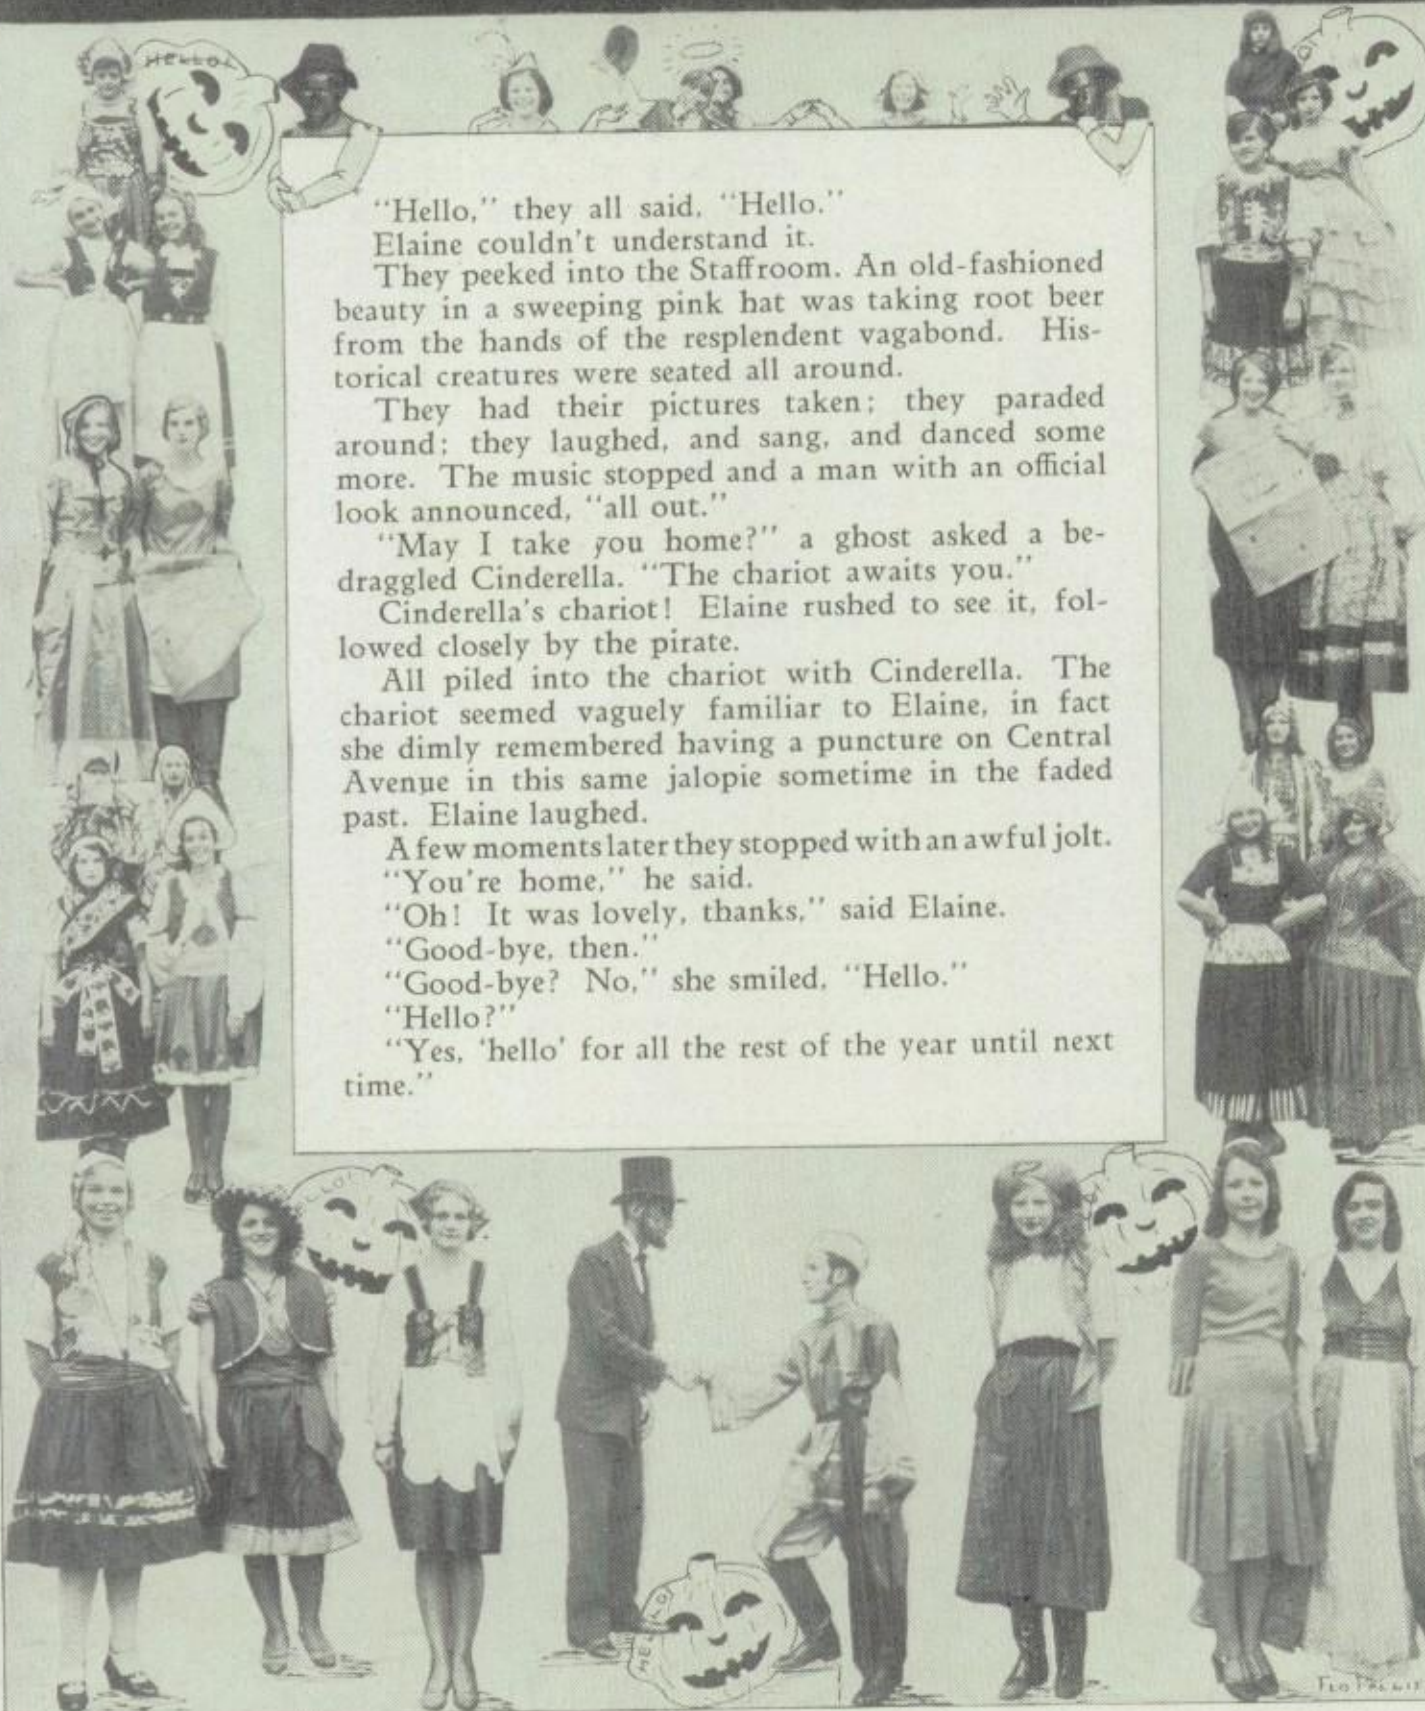 HELLO!
"Hello," they all said, "Hello."
Elaine couldn't understand it.
They peeked into the Staffroom. An old-fashioned
beauty in a sweeping pink hat was taking root beer
from the hands of the resplendent vagabond. His-
torical creatures were seated all around.
They had their pictures taken; they paraded
around; they laughed, and sang, and danced some
more. The music stopped and a man with an official
look announced, "all out."
"May I take you home?" a ghost asked a be-
draggled Cinderella. "The chariot awaits you."
Cinderella's chariot! Elaine rushed to see it, fol-
lowed closely by the pirate.
All piled into the chariot with Cinderella. The
chariot seemed vaguely familiar to Elaine, in fact
she dimly remembered having a puncture on Central
Avenue in this same jalopie sometime in the faded
past. Elaine laughed.
A few moments later they stopped with an awful jolt.
"You're home," he said.
"Oh! It was lovely, thanks," said Elaine.
"Good-bye, then."
"Good-bye? No," she smiled, "Hello."
"Hello?"
"Yes, 'hello' for all the rest of the year until next
time."
HELLO